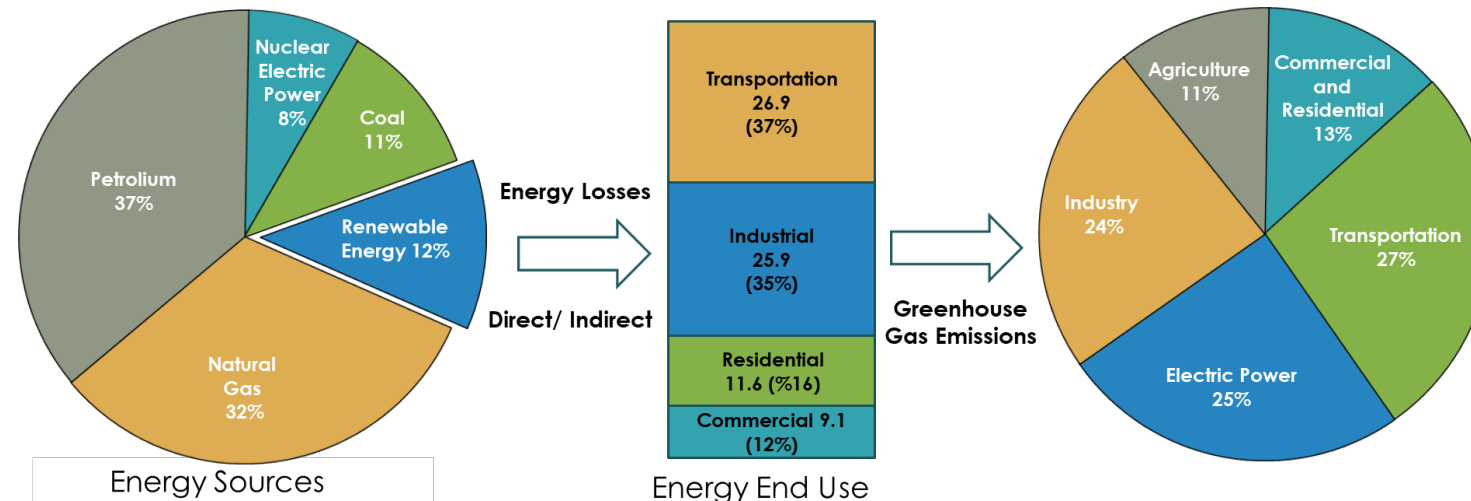 Nuclear
Electric
Power
8%
Coal
11%
Petrolium
37%
Renewable
Energy 12%
Natural
Gas
32%
Energy Sources
Energy Losses
Direct/ Indirect
Transportation
26.9
(37%)
Industrial
25.9
(35%)
Residential
11.6 (%16)
Commercial 9.1
(12%)
Energy End Use
Greenhouse
Gas Emissions
Agriculture
11%
Commercial
and
Residential
13%
Industry
24%
Transportation
27%
Electric Power
25%